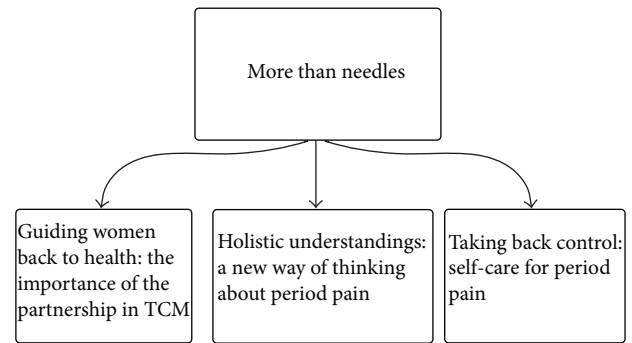 More than needles
Guiding women
back to health: the
importance of the
partnership in TCM
Holistic understandings:
a new way of thinking
about period pain
Taking back control:
self-care for period
pain